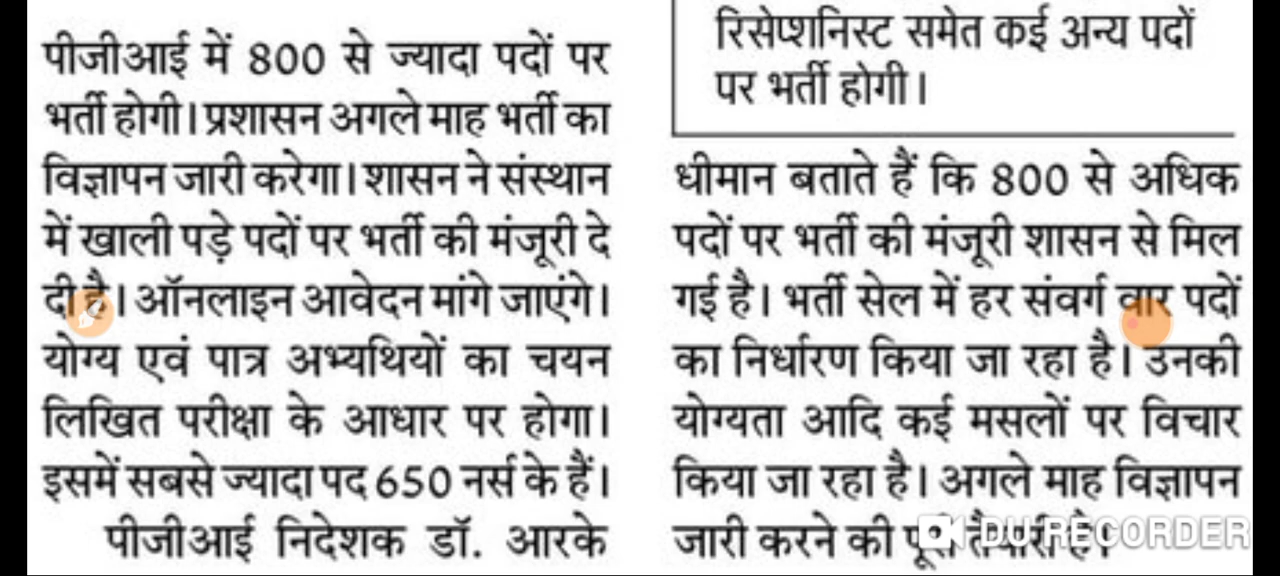 पीजीआई में 800 से ज्यादा पदों पर
भर्ती होगी। प्रशासन अगले माह भर्ती का
विज्ञापन जारी करेगा। शासन ने संस्थान
में खाली पड़े पदों पर भर्ती की मंजूरी दे
दी है। ऑनलाइन आवेदन मांगे जाएंगे।
योग्य एवं पात्र अभ्यथियों का चयन
लिखित परीक्षा के आधार पर होगा।
इसमें सबसे ज्यादा पद 650 नर्स के हैं।
पीजीआई निदेशक डॉ. आरके
रिसेप्शनिस्ट समेत कई अन्य पदों
पर भर्ती होगी।
धीमान बताते हैं कि 800 से अधिक
पदों पर भर्ती की मंजूरी शासन से मिल
गई है। भर्ती सेल में हर संवर्ग वार पदों
का निर्धारण किया जा रहा है। उनकी
योग्यता आदि कई मसलों पर विचार
किया जा रहा है। अगले माह विज्ञापन
जारी करने की पूरी तैयारी है।
DU RECORDER